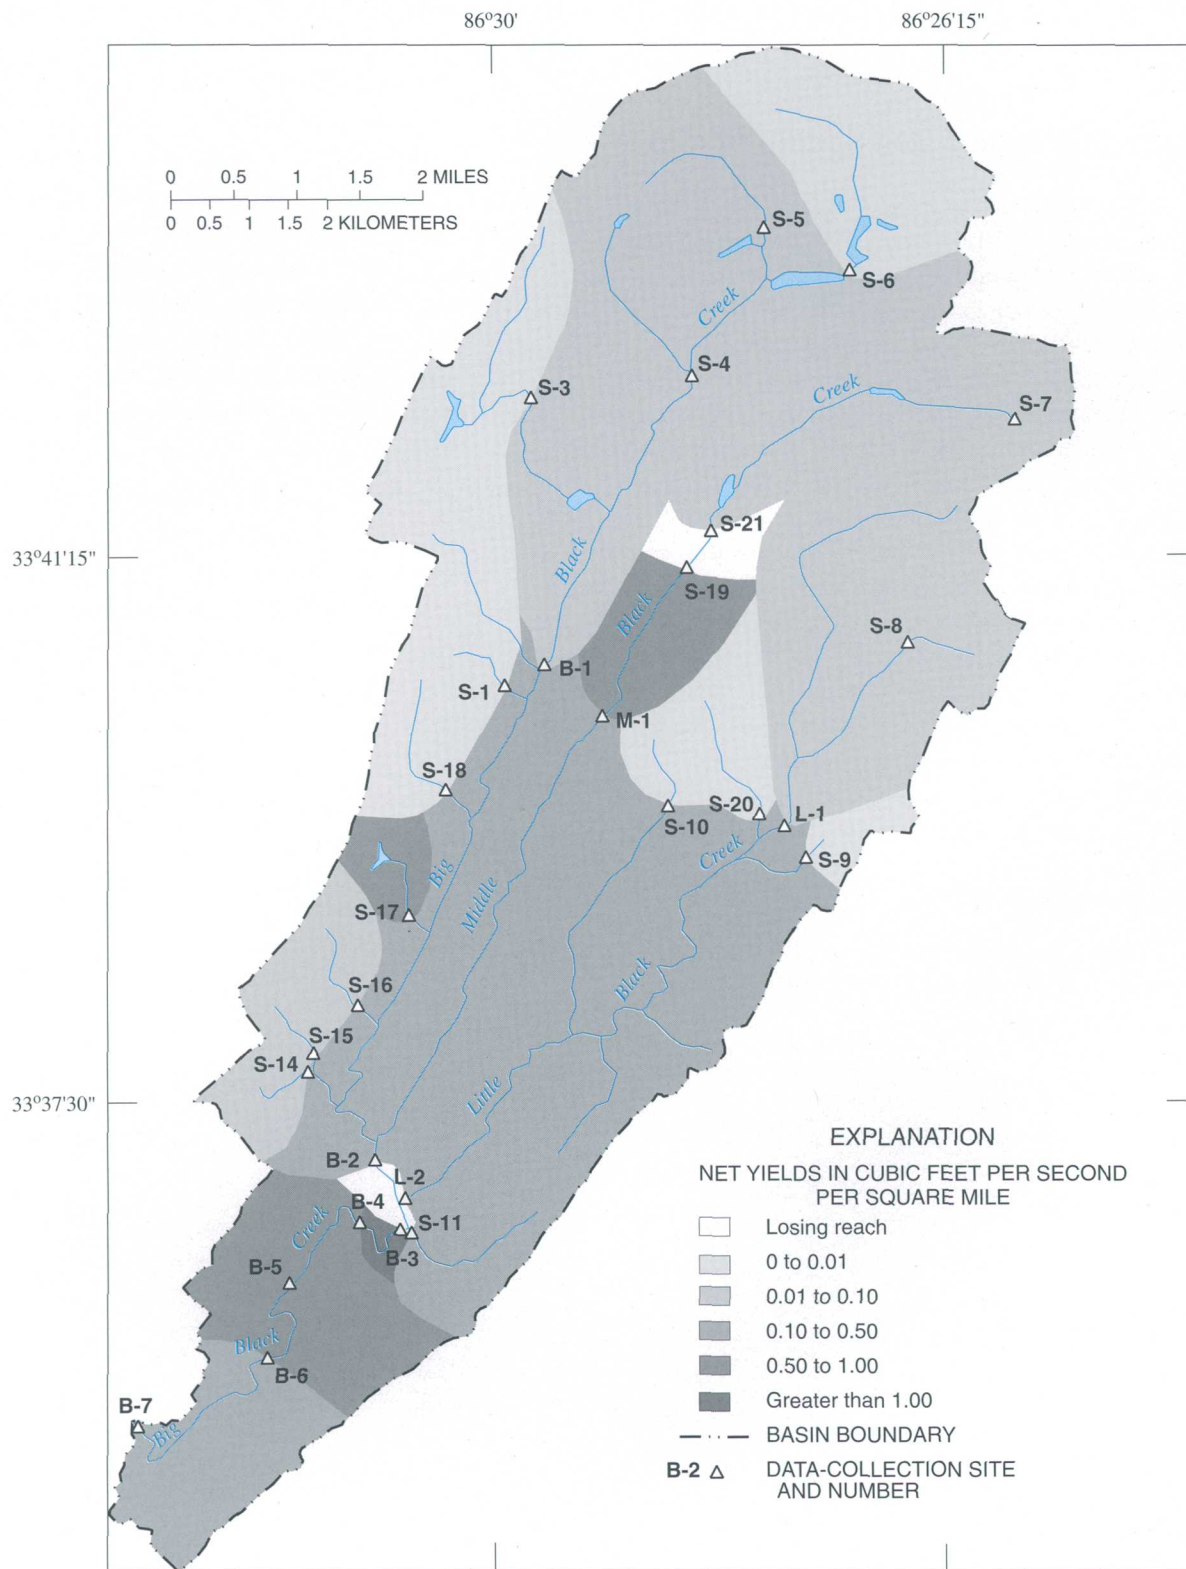 86°30' 86°26'15"
0 0.5 1 1.5 2 MILES
0 0.5 1 1.5 2 KILOMETERS
S-5
S-6
Creek
S-4
Creek
S-3
S-7
S-21
33°41'15"
Black
S-19
Black
S-8
B-1
S-1
M-1
S-18
S-20
L-1
S-10
Creek
S-9
Big
Middle
S-17
Black
S-16
S-15
S-14
Little
33°37'30"
B-2
L-2
B-4
S-11
Creek
B-3
B-5
Black
B-6
B-7
Big
EXPLANATION
NET YIELDS IN CUBIC FEET PER SECOND
PER SQUARE MILE
Losing reach
0 to 0.01
0.01 to 0.10
0.10 to 0.50
0.50 to 1.00
Greater than 1.00
BASIN BOUNDARY
B-2 DATA-COLLECTION SITE
AND NUMBER